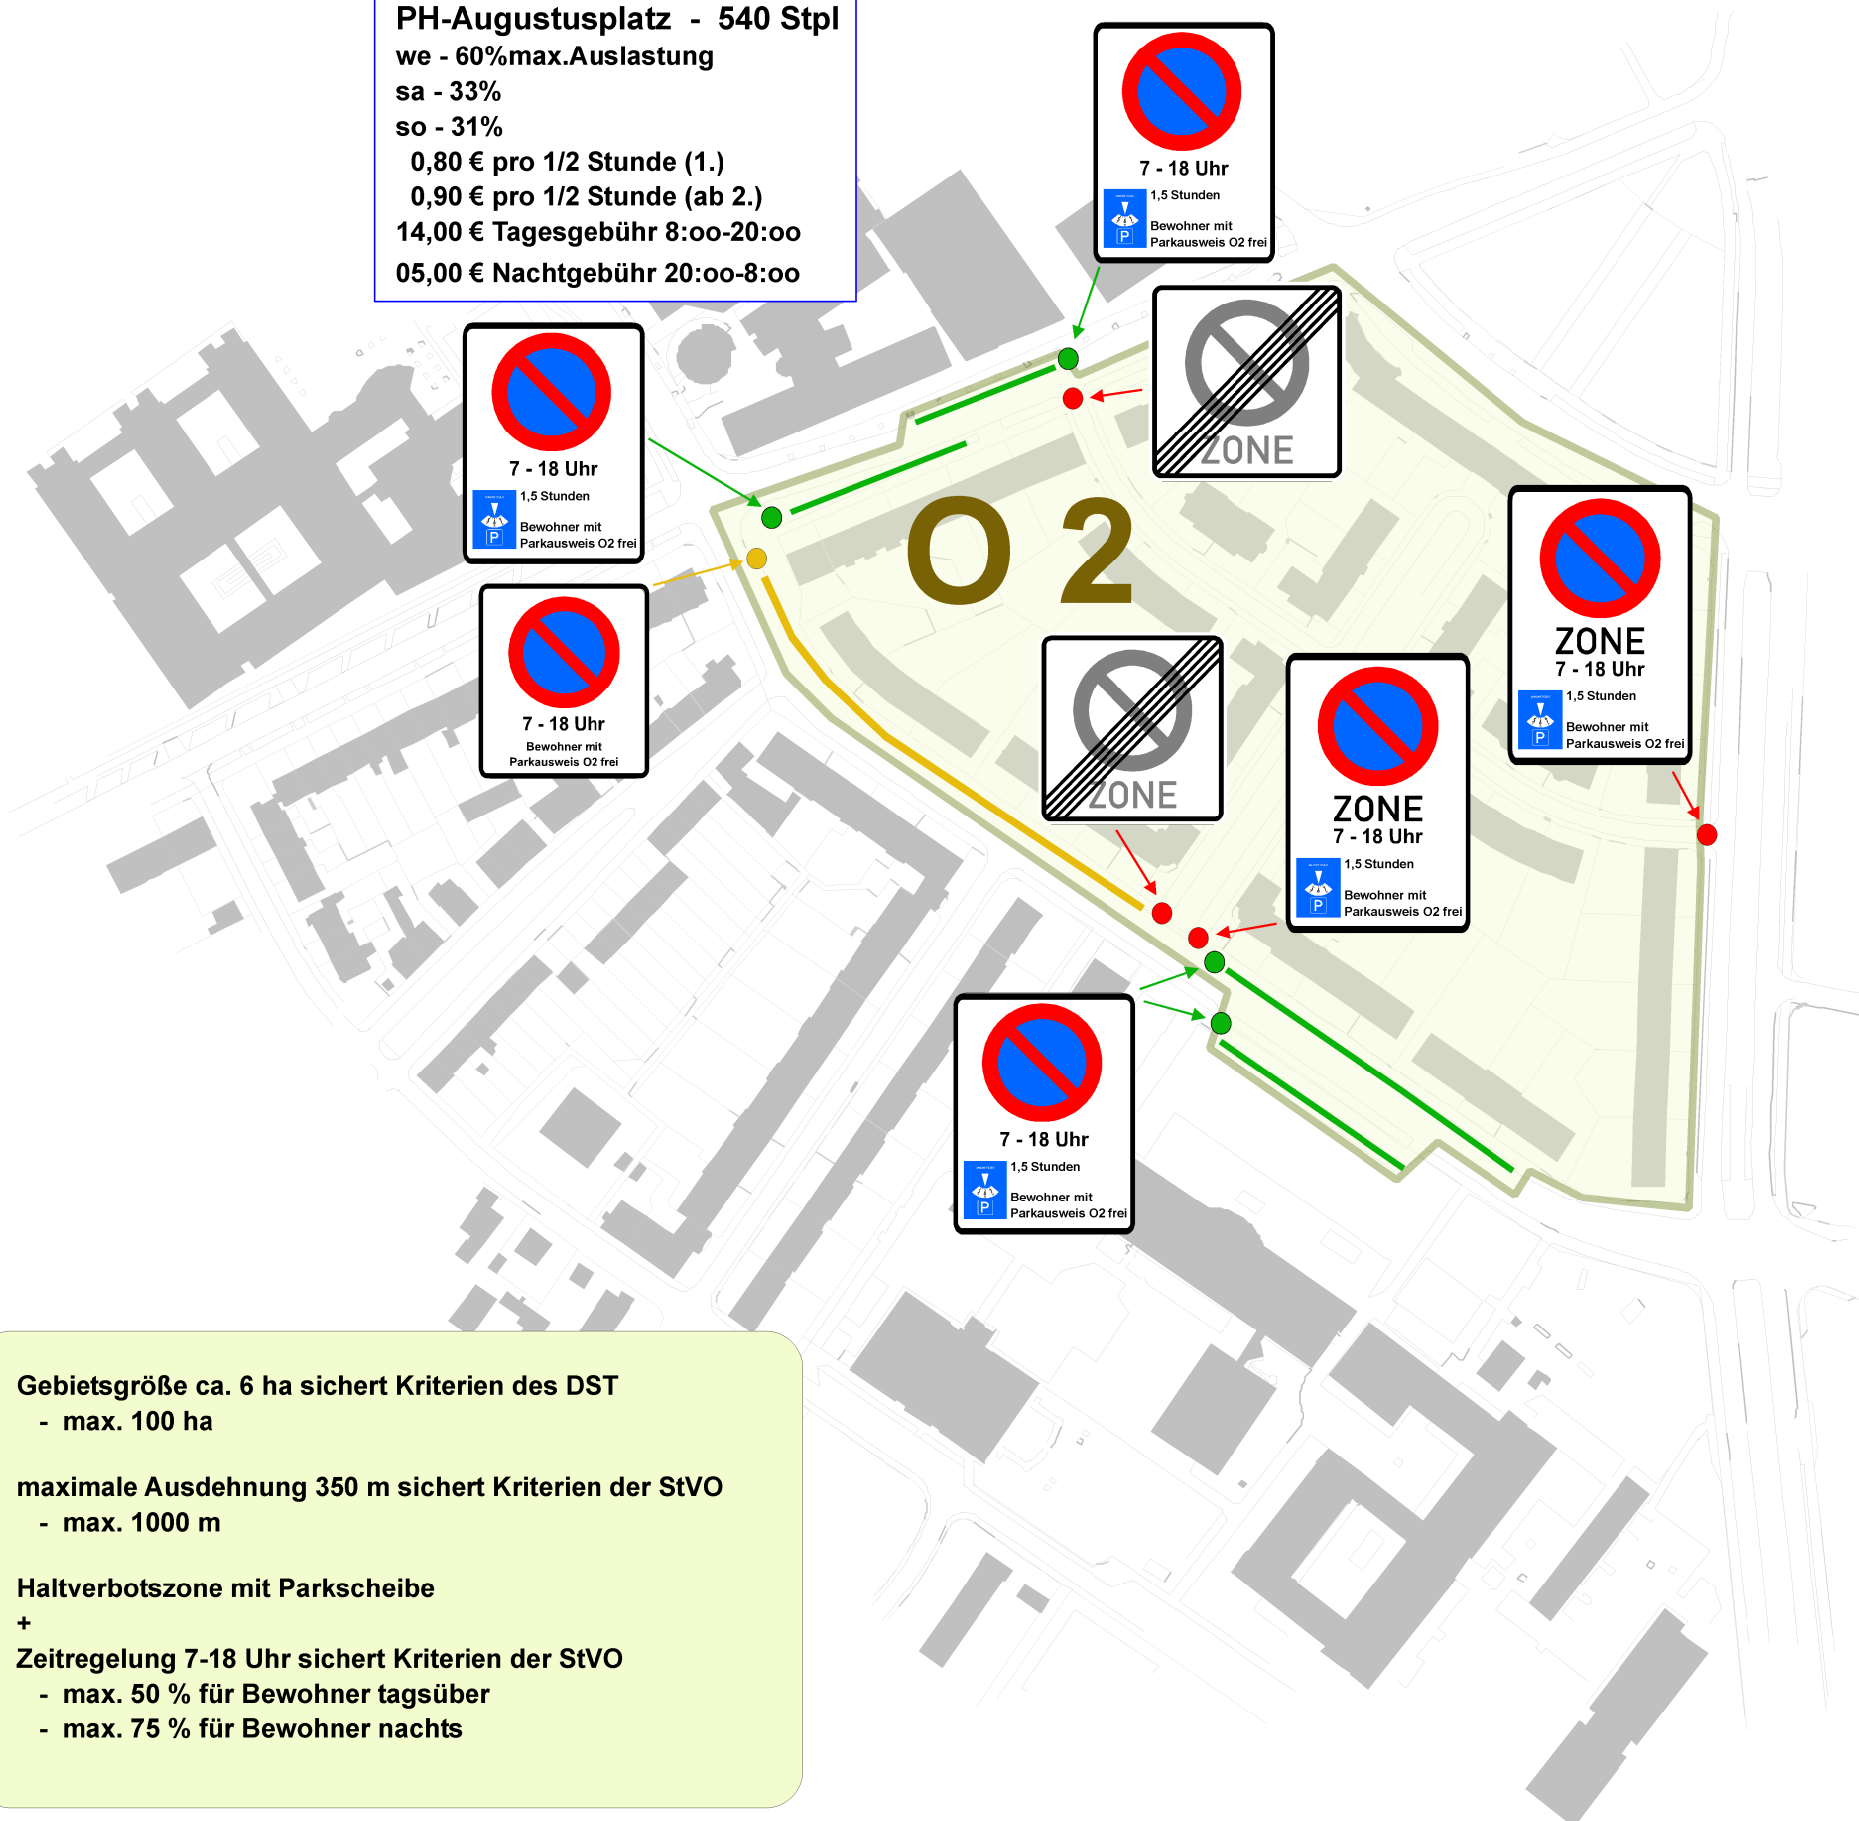 PH-Augustusplatz - 540 Stpl
we - 60%max.Auslastung
sa - 33%
so - 31%
0,80 € pro 1/2 Stunde (1.)
0,90 € pro 1/2 Stunde (ab 2.)
14,00 € Tagesgebühr 8:oo-20:oo
05,00 € Nachtgebühr 20:oo-8:oo
7 - 18 Uhr
1,5 Stunden
P
Bewohner mit
Parkausweis O2 frei
ZONE
7 - 18 Uhr
1,5 Stunden
P
Bewohner mit
Parkausweis O2 frei
7 - 18 Uhr
Bewohner mit
Parkausweis O2 frei
O 2
ZONE
7 - 18 Uhr
1,5 Stunden
P
Bewohner mit
Parkausweis O2 frei
ZONE
ZONE
7 - 18 Uhr
1,5 Stunden
P
Bewohner mit
Parkausweis O2 frei
7 - 18 Uhr
1,5 Stunden
P
Bewohner mit
Parkausweis O2 frei
Gebietsgröße ca. 6 ha sichert Kriterien des DST
- max. 100 ha
maximale Ausdehnung 350 m sichert Kriterien der StVO
- max. 1000 m
Haltverbotszone mit Parkscheibe
+
Zeitregelung 7-18 Uhr sichert Kriterien der StVO
- max. 50 % für Bewohner tagsüber
- max. 75 % für Bewohner nachts